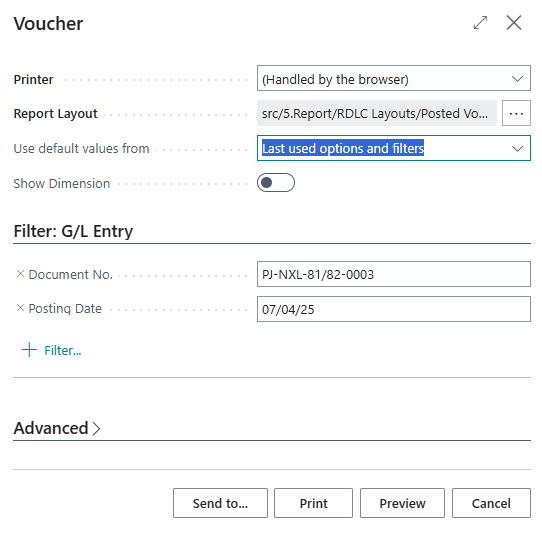 Voucher
Printer (Handled by the browser)
Report Layout src/5.Report/RDLC Layouts/Posted Vo... ...
Use default values from Last used options and filters
Show Dimension
Filter: G/L Entry
× Document No. PJ-NXL-81/82-0003
× Posting Date 07/04/25
+ Filter...
Advanced >
Send to... Print Preview Cancel